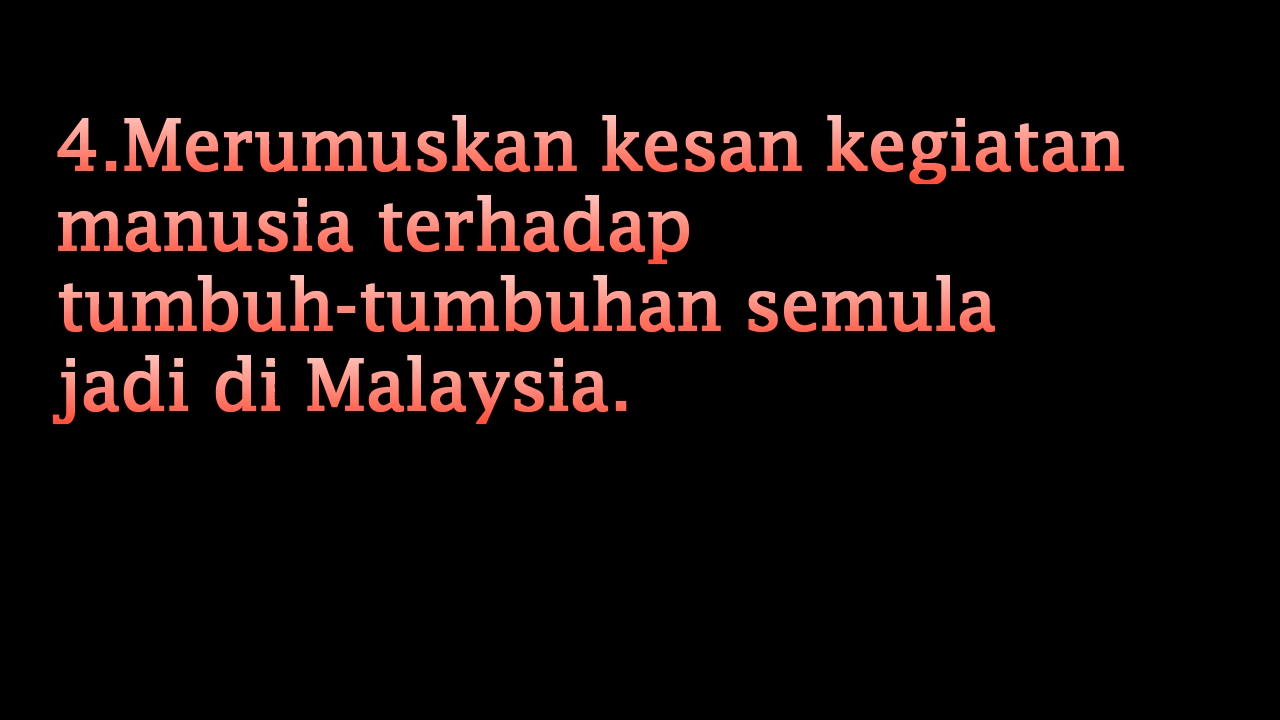 4.Merumuskan kesan kegiatan
manusia terhadap
tumbuh-tumbuhan semula
jadi di Malaysia.